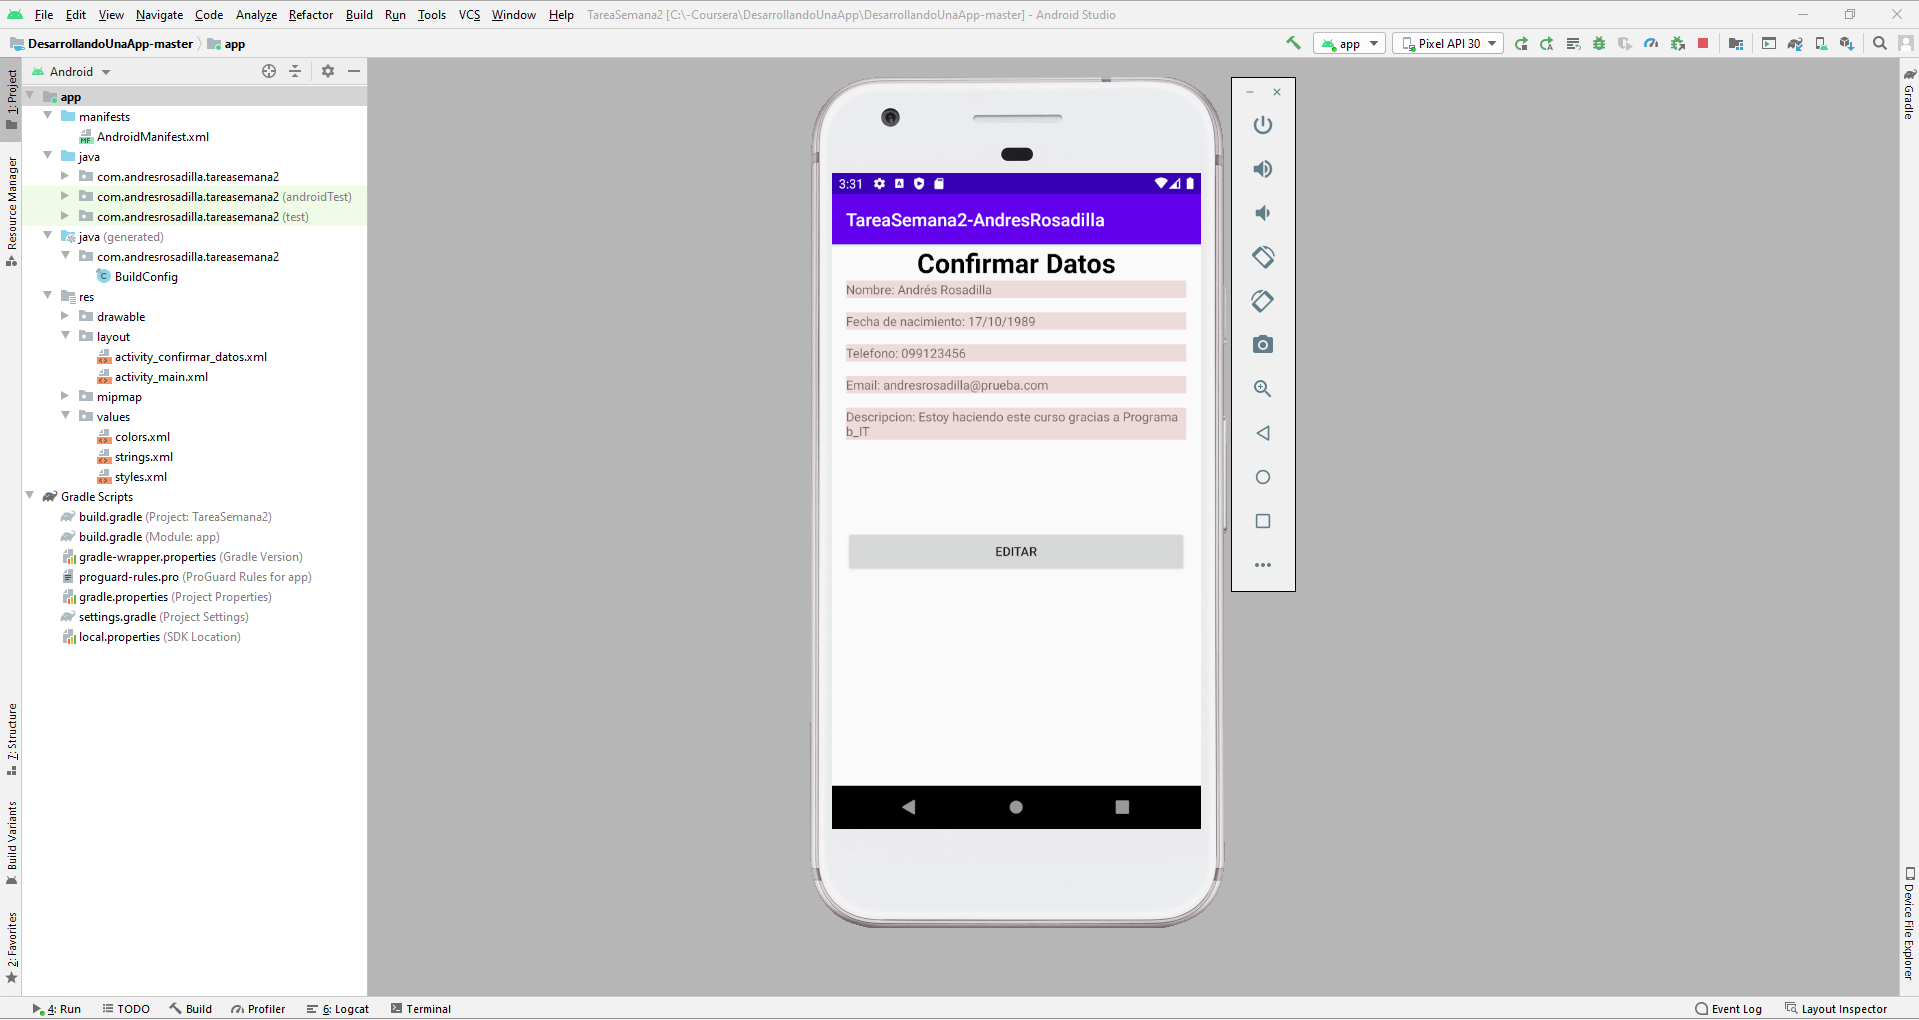 File Edit View Navigate Code Analyze Refactor Build Run Tools VCS Window Help TareaSemana2 [C:\-Coursera\DesarrollandoUnaApp\DesarrollandoUnaApp-master] - Android Studio
DesarrollandoUnaApp-master app
app
Pixel API 30
Android
1: Project
Resource Manager
7: Structure
Build Variants
2: Favorites
app
manifests
AndroidManifest.xml
java
com.andresrosadilla.tareasemana2
com.andresrosadilla.tareasemana2 (androidTest)
com.andresrosadilla.tareasemana2 (test)
java (generated)
com.andresrosadilla.tareasemana2
BuildConfig
res
drawable
layout
activity_confirmar_datos.xml
activity_main.xml
mipmap
values
colors.xml
strings.xml
styles.xml
Gradle Scripts
build.gradle (Project: TareaSemana2)
build.gradle (Module: app)
gradle-wrapper.properties (Gradle Version)
proguard-rules.pro (ProGuard Rules for app)
gradle.properties (Project Properties)
settings.gradle (Project Settings)
local.properties (SDK Location)
3:31
TareaSemana2-AndresRosadilla
Confirmar Datos
Nombre: Andrés Rosadilla
Fecha de nacimiento: 17/10/1989
Telefono: 099123456
Email: andresrosadilla@prueba.com
Descripcion: Estoy haciendo este curso gracias a Programa
b_IT
EDITAR
Gradle
Device File Explorer
4: Run TODO Build Profiler 6: Logcat Terminal
Event Log Layout Inspector